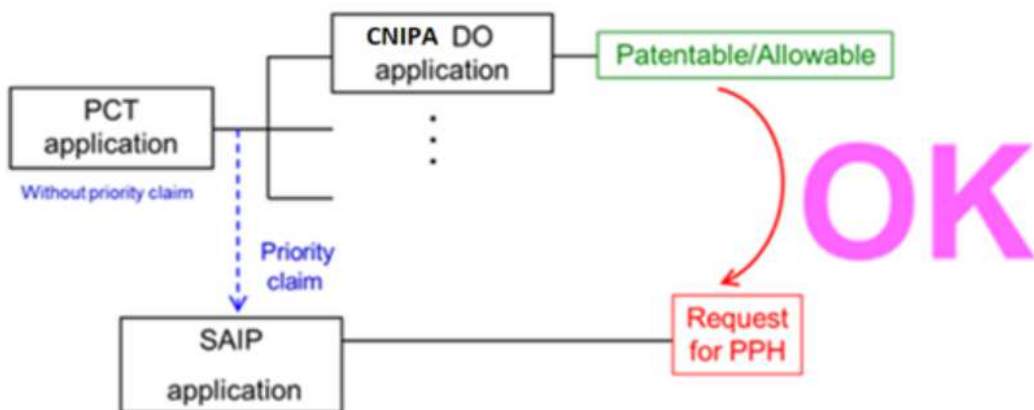 CNIPA DO
application
Patentable/Allowable
PCT
application
Without priority claim
OK
Priority
claim
SAIP
application
Request
for PPH